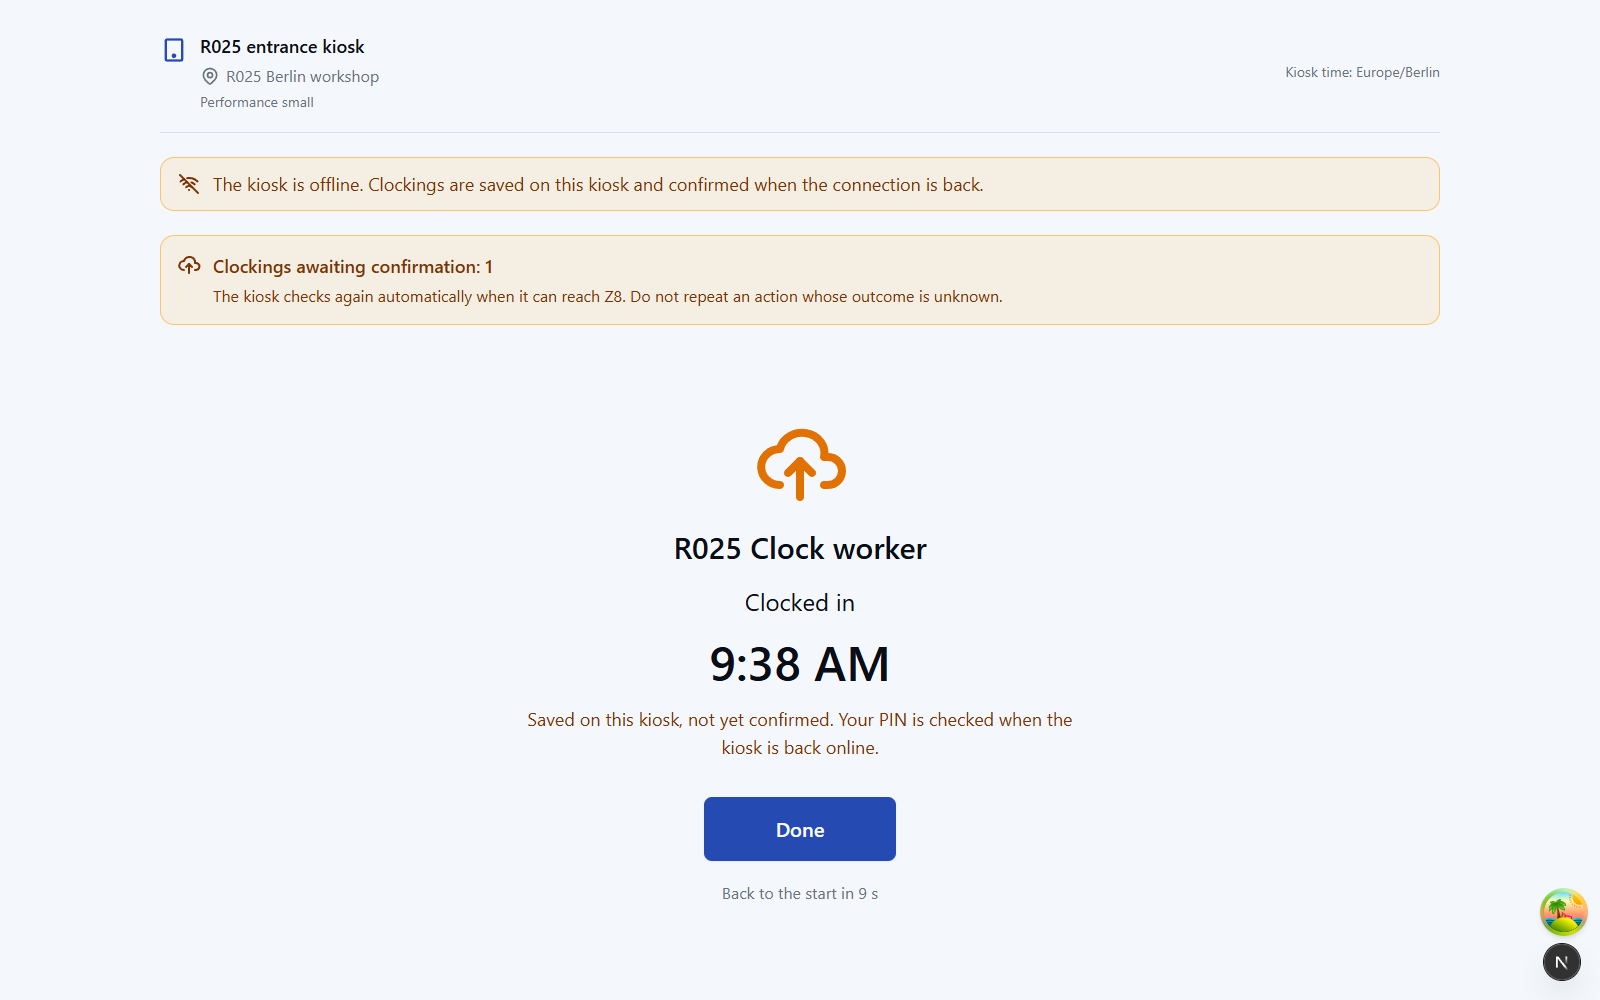 R025 entrance kiosk
R025 Berlin workshop
Performance small
Kiosk time: Europe/Berlin
The kiosk is offline. Clockings are saved on this kiosk and confirmed when the connection is back.
Clockings awaiting confirmation: 1
The kiosk checks again automatically when it can reach Z8. Do not repeat an action whose outcome is unknown.
R025 Clock worker
Clocked in
9:38 AM
Saved on this kiosk, not yet confirmed. Your PIN is checked when the
kiosk is back online.
Done
Back to the start in 9 s
N